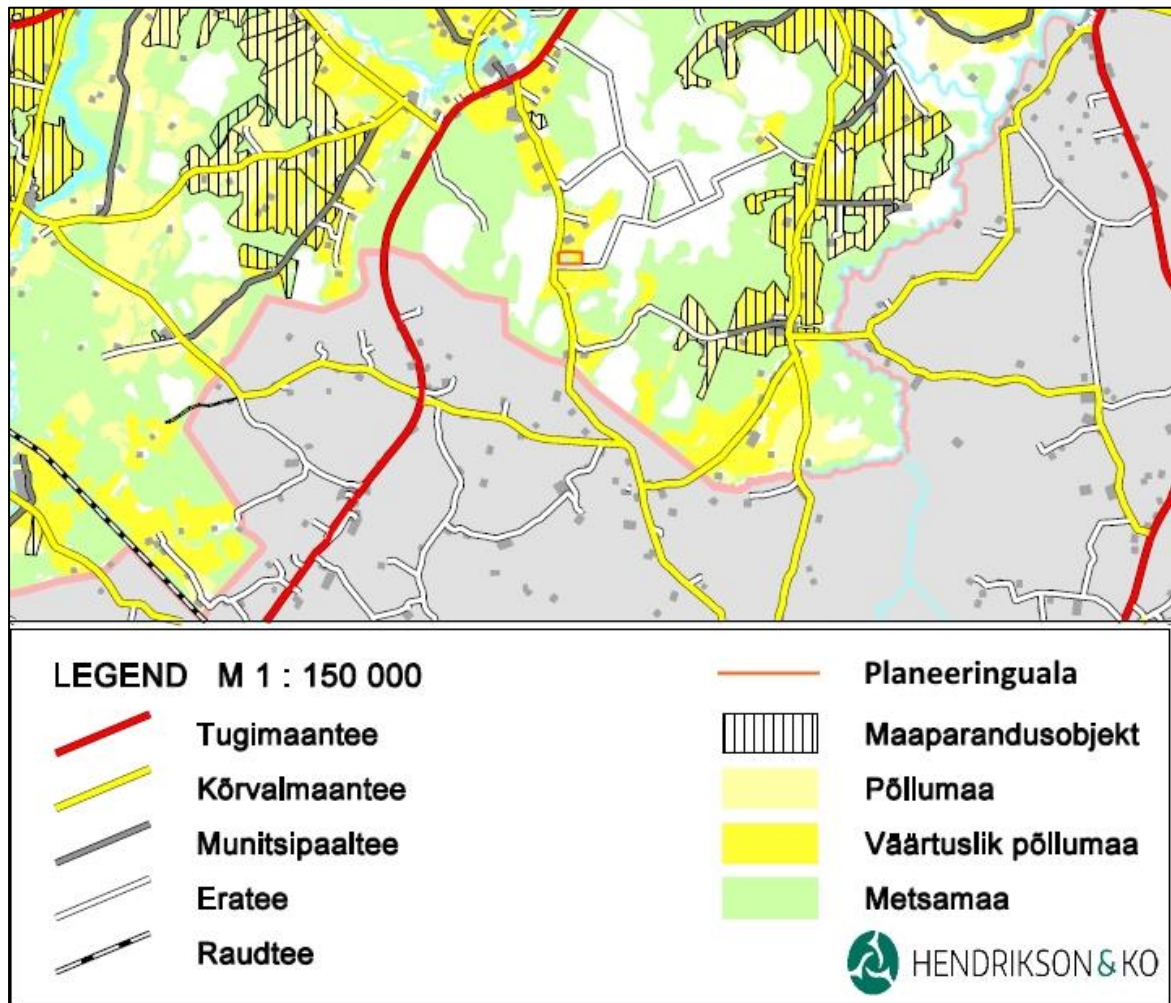 LEGEND M 1 : 150 000
Tugimaantee
Kõrvalmaantee
Munitsipaaltee
Eratee
Raudtee
Planeeringuala
Maaparandusobjekt
Põllumaa
Väärtuslik põllumaa
Metsamaa
HENDRIKSON & KO